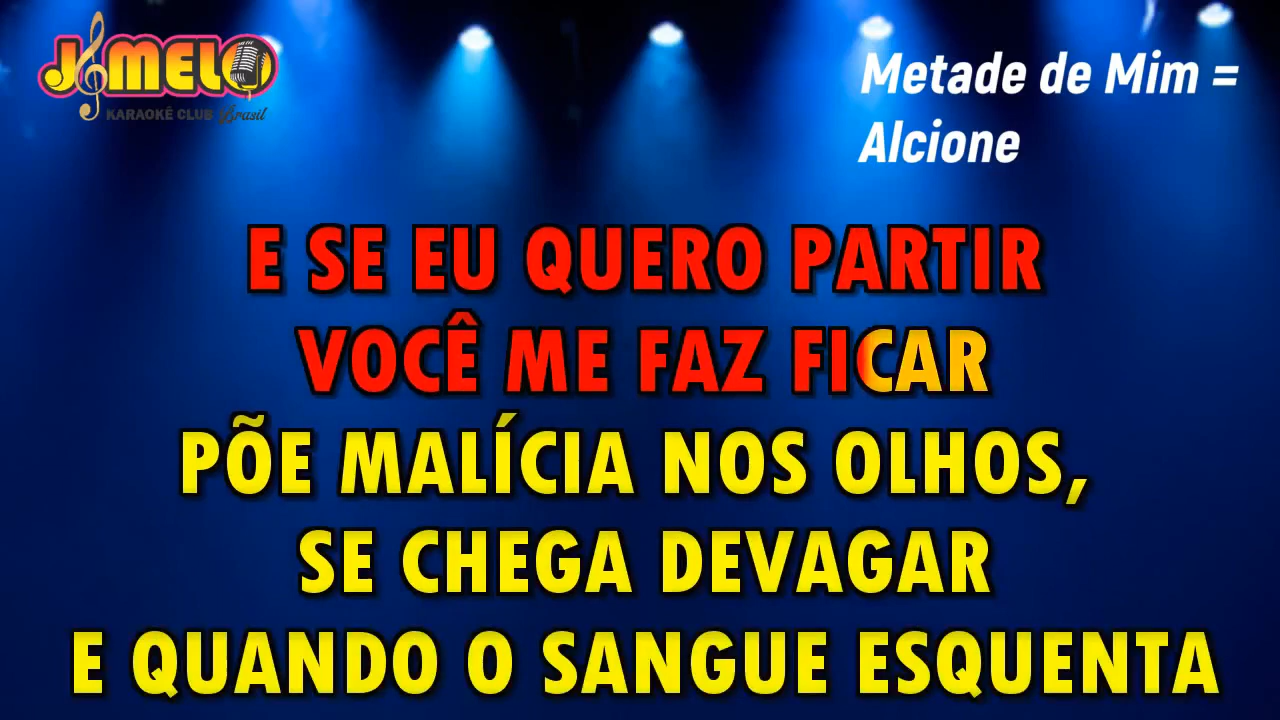 J MELO
KARAOKÊ CLUB Brasil
Metade de Mim =
Alcione
E SE EU QUERO PARTIR
VOCÊ ME FAZ FICAR
PÕE MALÍCIA NOS OLHOS,
SE CHEGA DEVAGAR
E QUANDO O SANGUE ESQUENTA